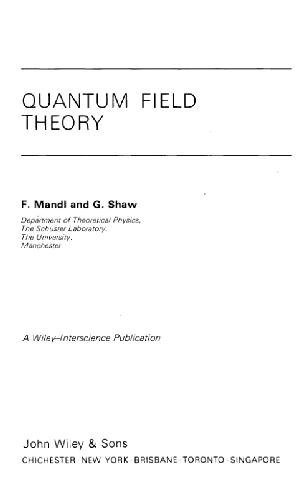 QUANTUM FIELD
THEORY
F. Mandl and G. Shaw
Department of Theoretical Physics,
The Schuster Laboratory,
The University,
Manchester
A Wiley–Interscience Publication
John Wiley & Sons
CHICHESTER · NEW YORK · BRISBANE · TORONTO · SINGAPORE